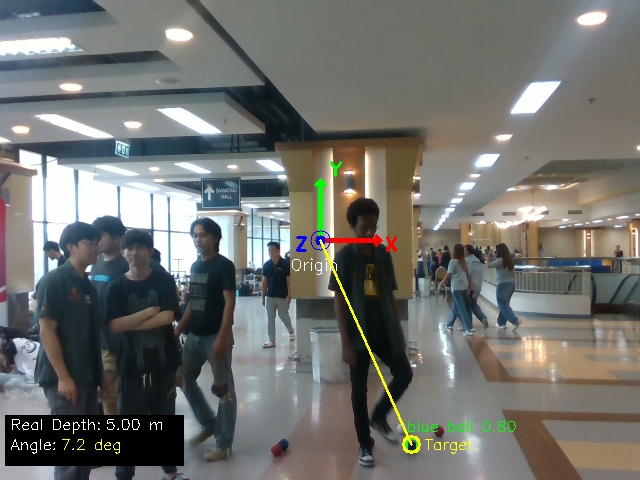 DIAMOND
HALL
Y
Z
X
Origin
blue ball 0.80
Target
Real Depth: 5.00 m
Angle: 7.2 deg